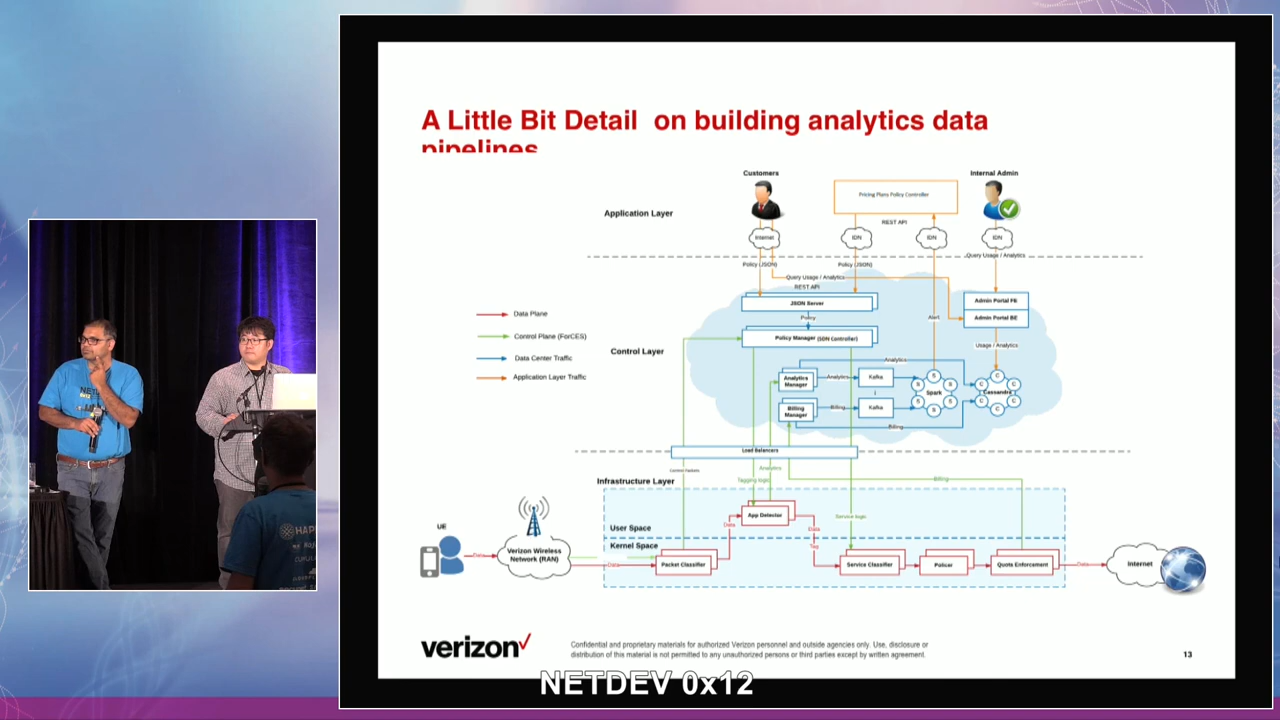 A Little Bit Detail  on building analytics data
pipelines
Customers
Internal Admin
Pricing Plans Policy Controller
Application Layer
REST API
Internet
IDN
IDN
IDN
Query Usage / Analytics
Policy (JSON)
Policy (JSON)
Query Usage / Analytics
REST API
JSON Server
Admin Portal FE
Data Plane
Policy
Alert
Admin Portal BE
Control Plane (ForCES)
Policy Manager (SDN Controller)
Usage / Analytics
Control Layer
Data Center Traffic
Analytics
Application Layer Traffic
Analytics
Manager
Analytics
Kafka
S
S
S
S
S
S
Spark
C
C
C
C
C
C
Cassandra
Billing
Manager
Billing
Kafka
Billing
Load Balancers
Control Packets
Analytics
Tagging logic
Billing
Infrastructure Layer
App Detector
Service logic
UE
User Space
Data
Data
Kernel Space
Tag
Data
Verizon Wireless
Network (RAN)
Data
Packet Classifier
Service Classifier
Policer
Quota Enforcement
Data
Internet
verizon
Confidential and proprietary materials for authorized Verizon personnel and outside agencies only. Use, disclosure or
distribution of this material is not permitted to any unauthorized persons or third parties except by written agreement.
13
NETDEV 0x12